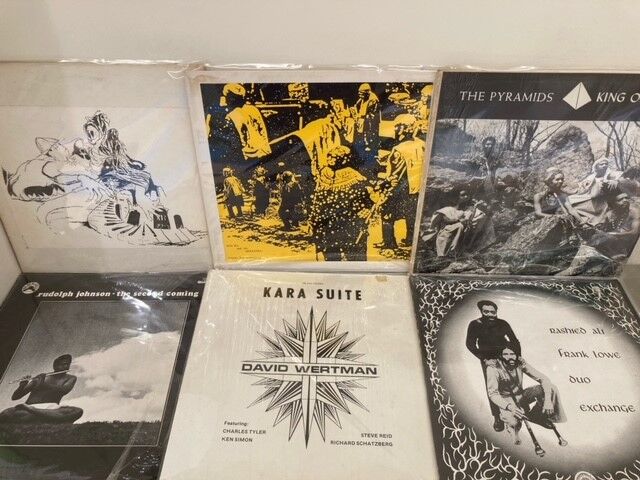 THE PYRAMIDS KING O
rudolph johnson · the second coming
KARA SUITE
DAVID WERTMAN
Featuring:
CHARLES TYLER
KEN SIMON
STEVE REID
RICHARD SCHATZBERG
rashied ali
frank lowe
duo
exchange